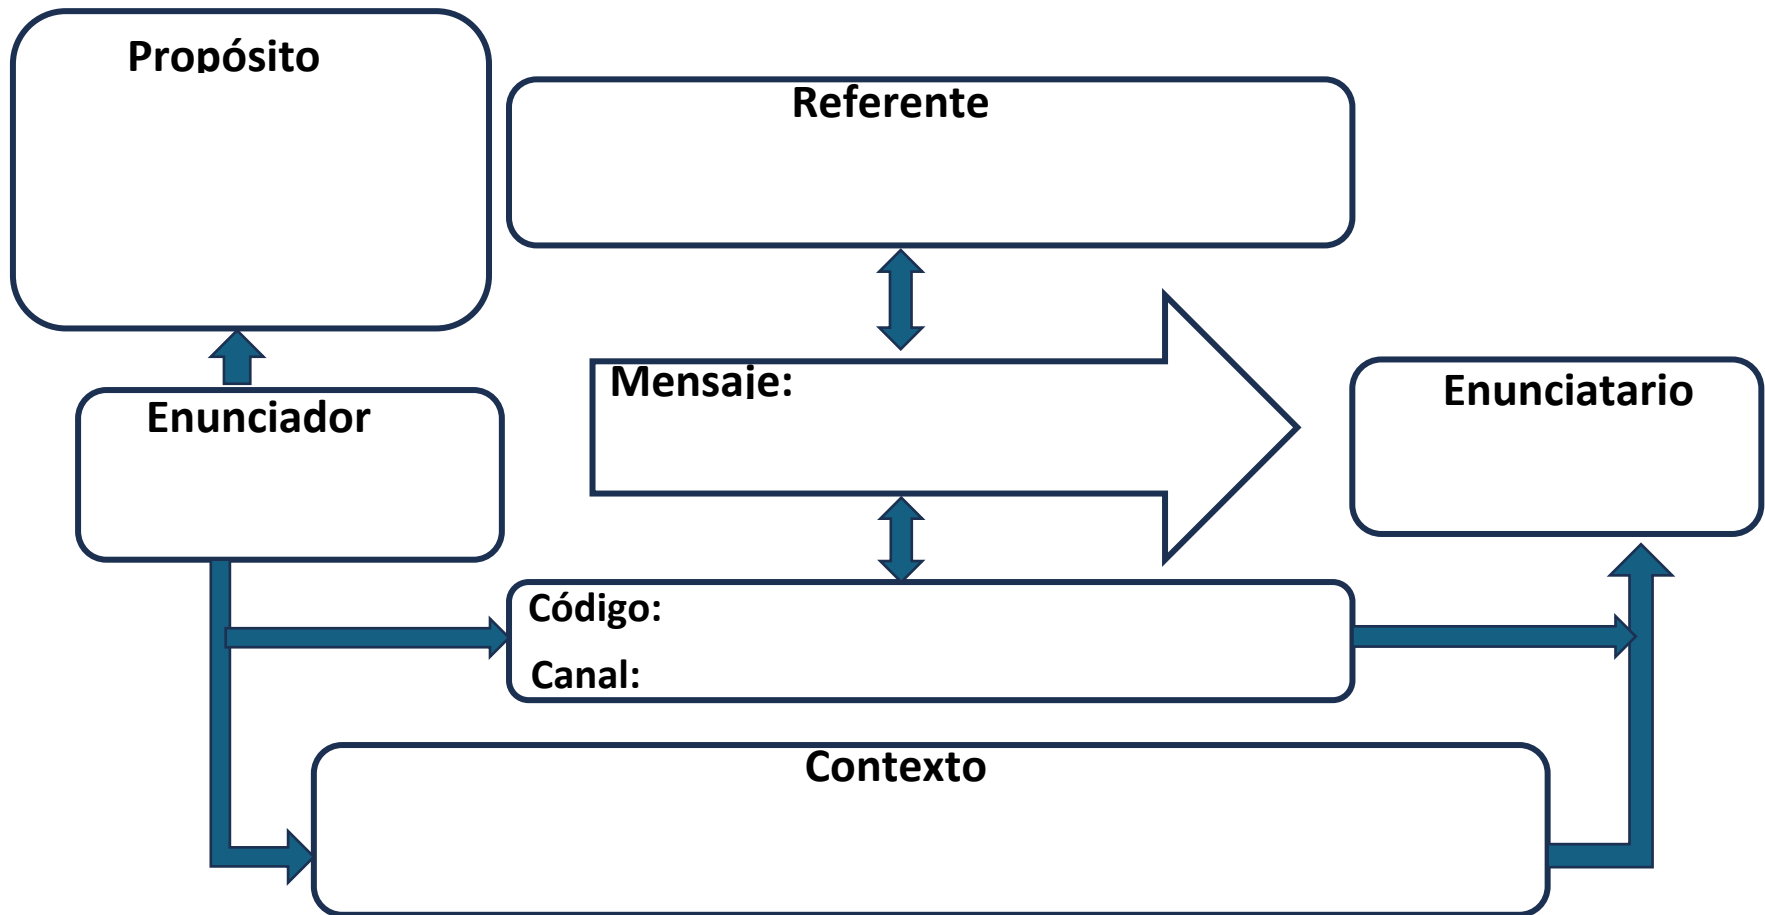 Propósito
Referente
Mensaje:
Enunciatario
Enunciador
Código:
Canal:
Contexto